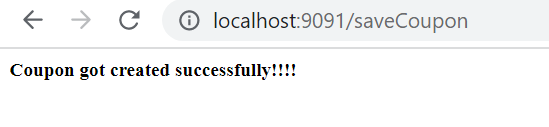 localhost:9091/saveCoupon
Coupon got created successfully!!!!